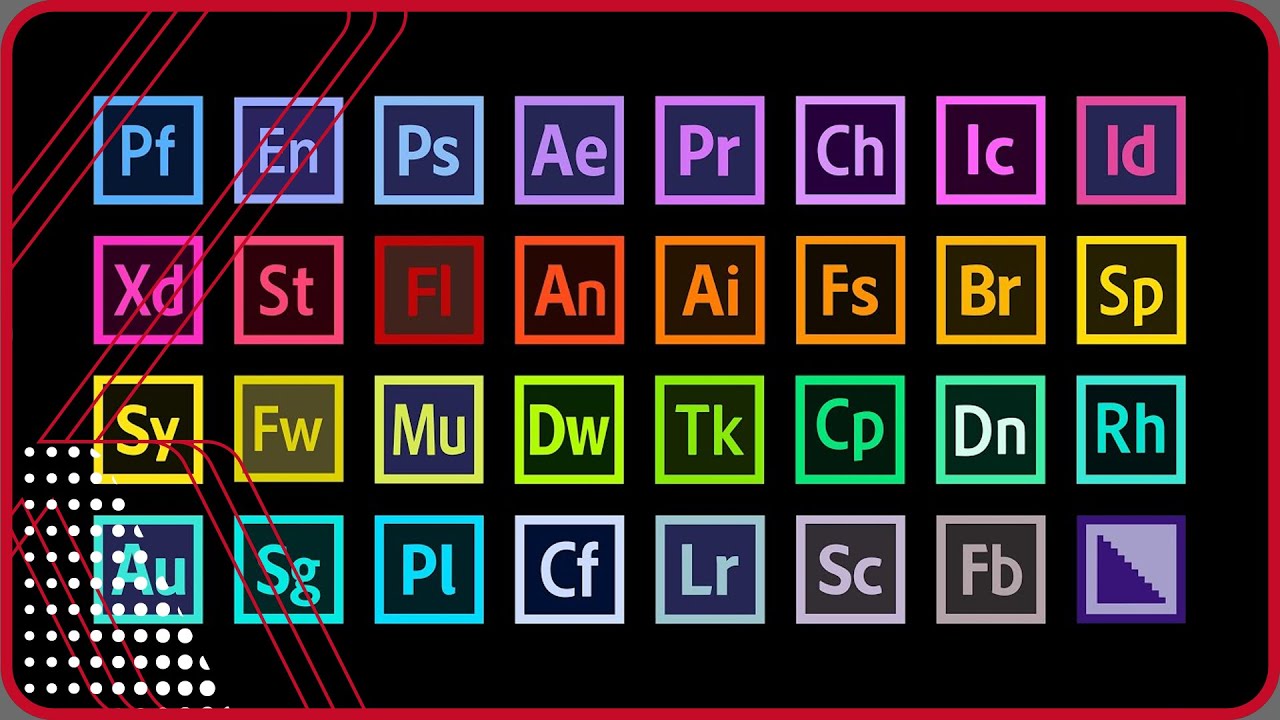 Pf En Ps Ae Pr Ch Ic Id
Xd St Fl An Ai Fs Br Sp
Sy Fw Mu Dw Tk Cp Dn Rh
Au Sg Pl Cf Lr Sc Fb